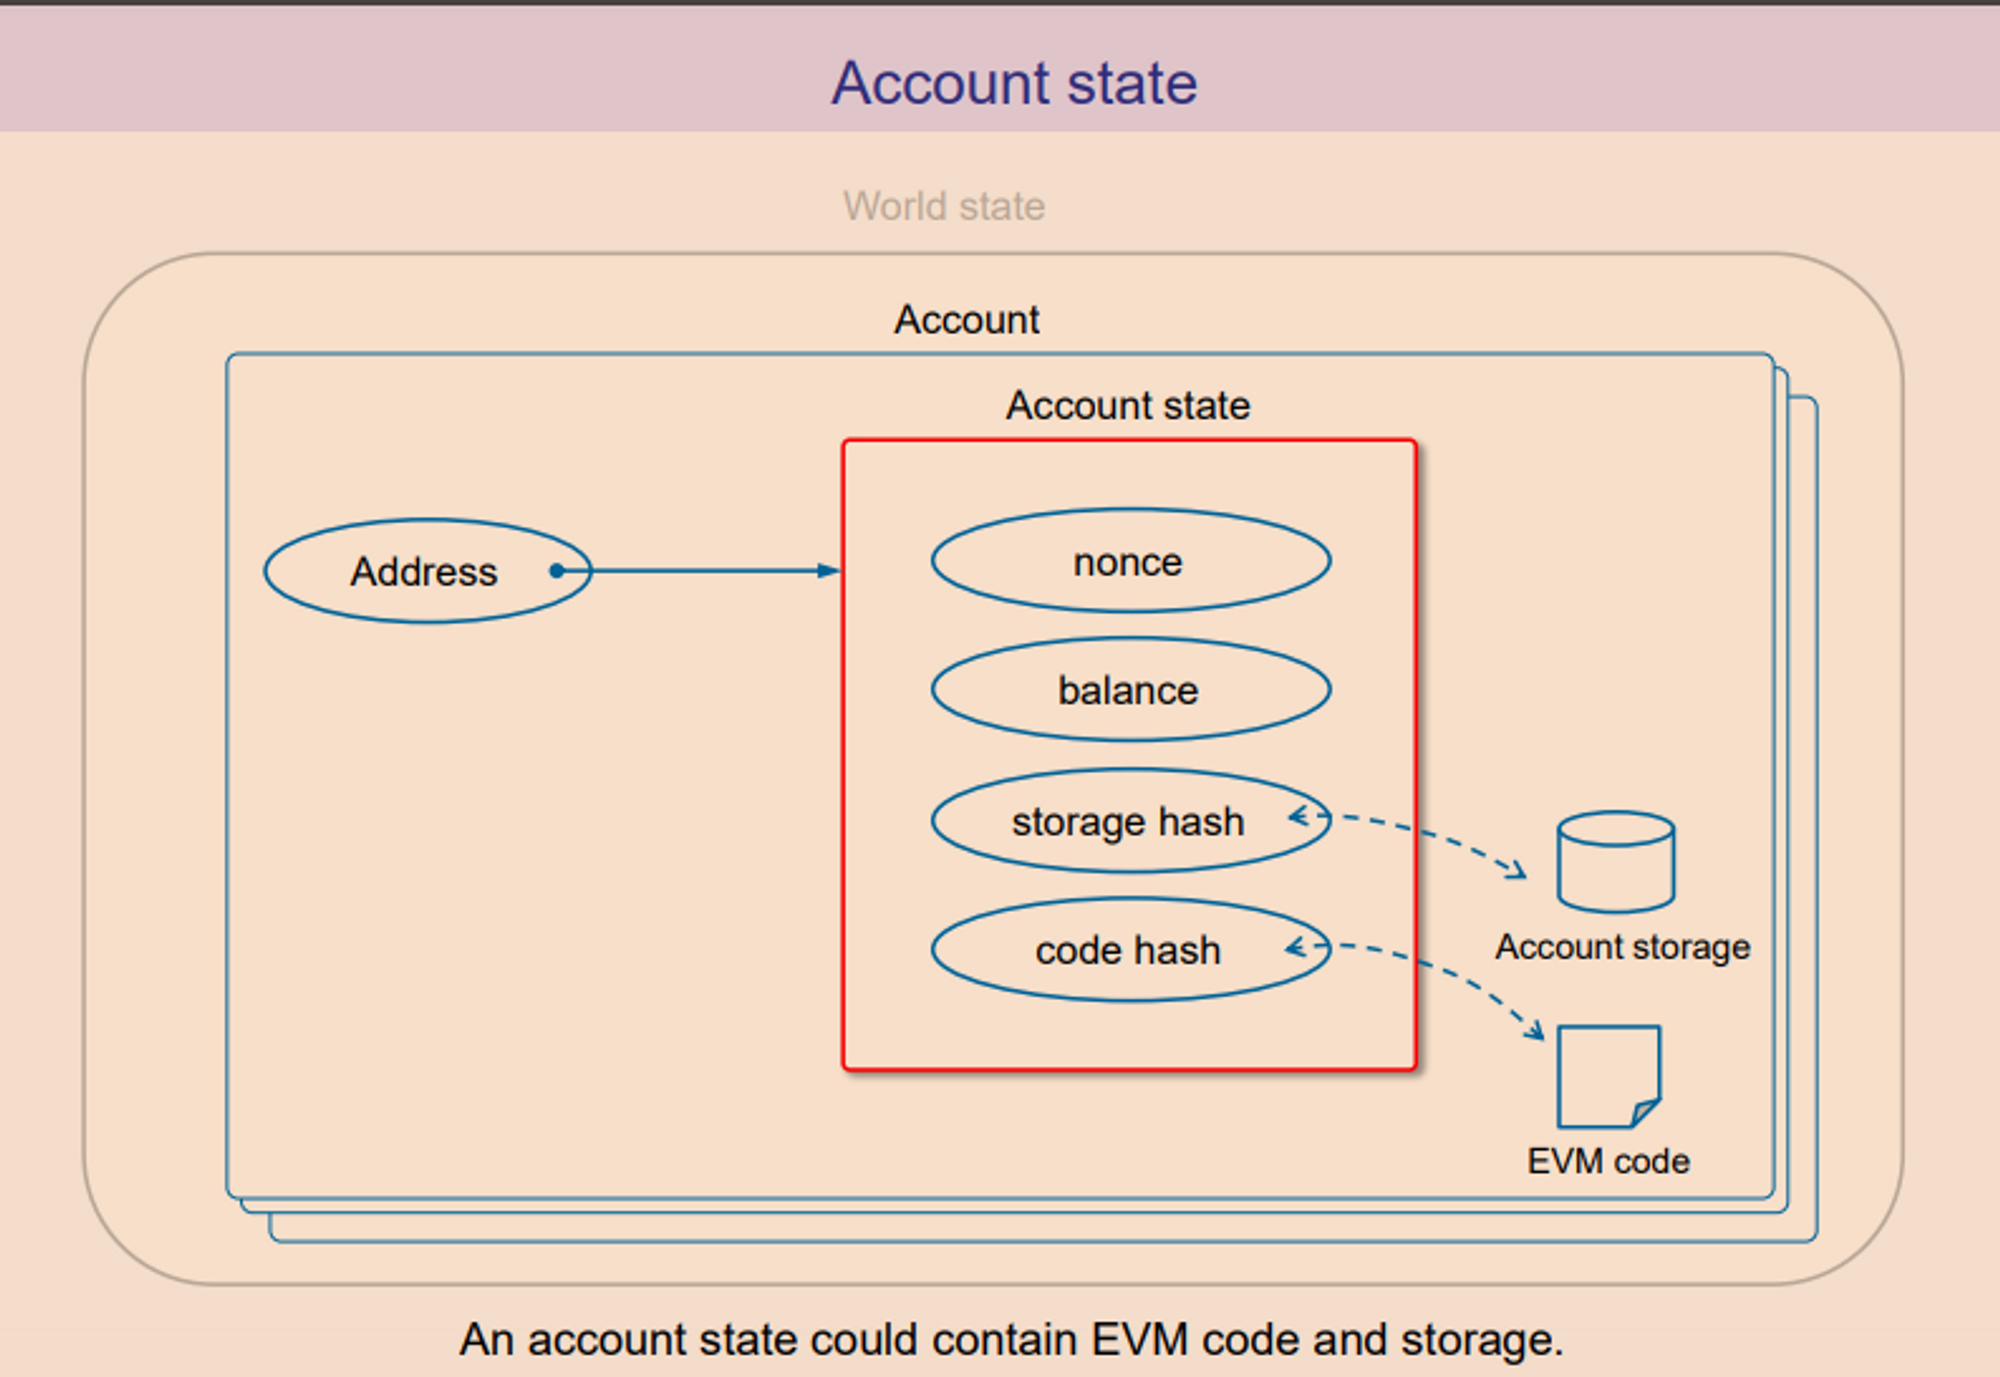 Account state
World state
Account
Account state
Address
nonce
balance
storage hash
code hash
Account storage
EVM code
An account state could contain EVM code and storage.